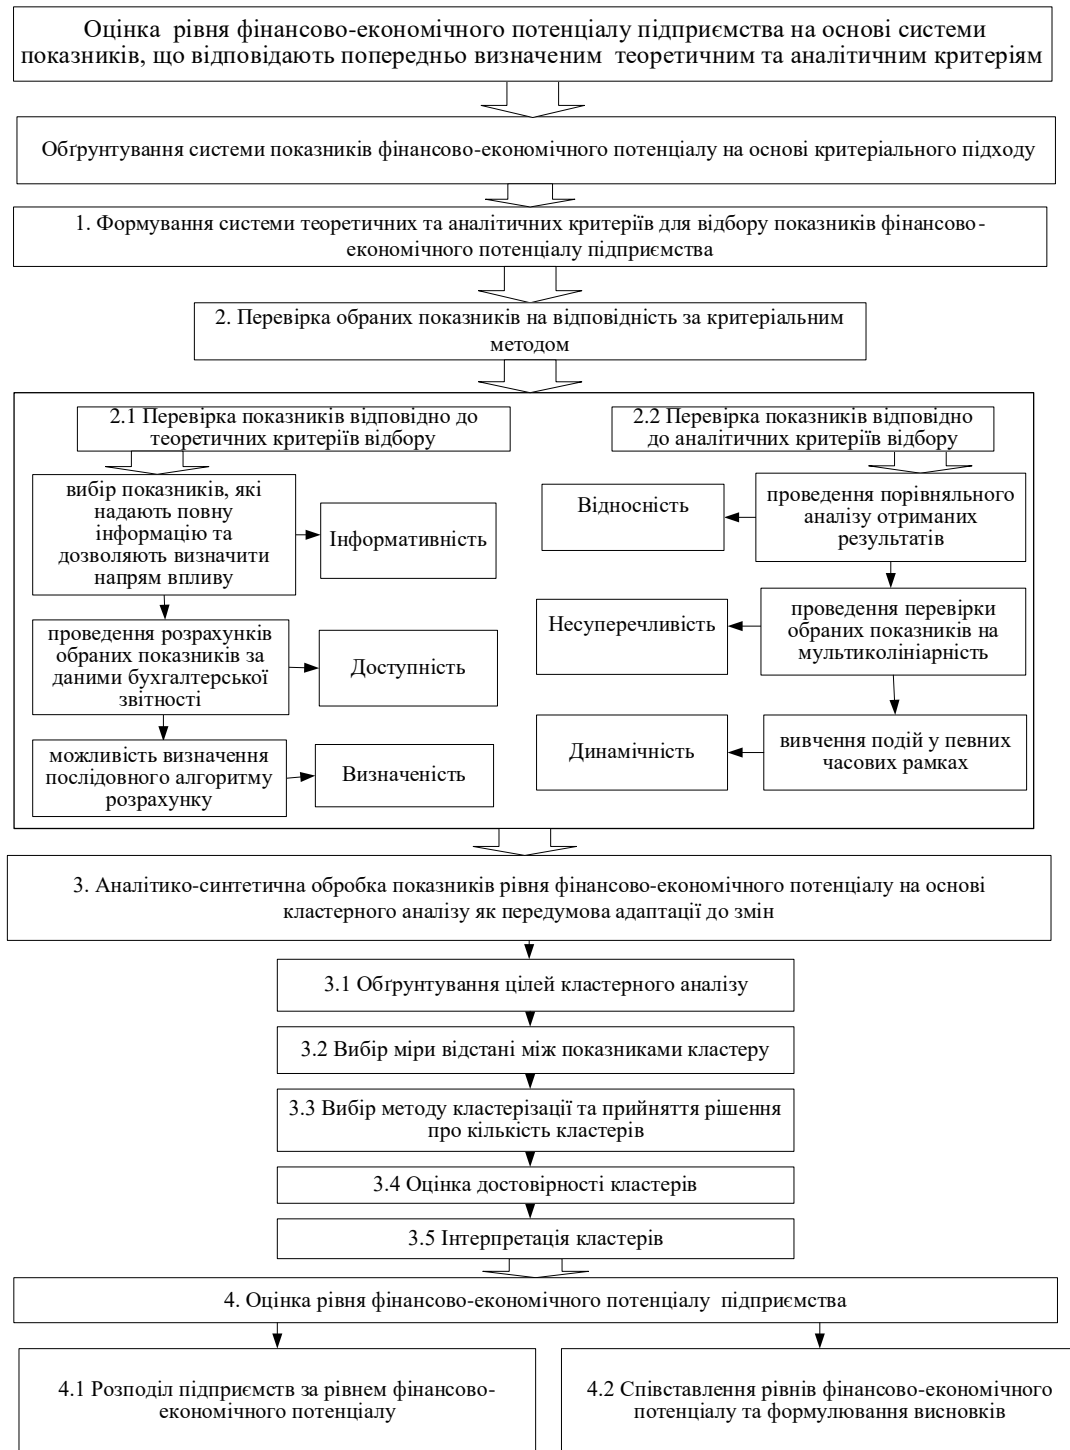 Оцінка рівня фінансово-економічного потенціалу підприємства на основі системи
показників, що відповідають попередньо визначеним теоретичним та аналітичним критеріям
Обґрунтування системи показників фінансово-економічного потенціалу на основі критеріального підходу
1. Формування системи теоретичних та аналітичних критеріїв для відбору показників фінансово-
економічного потенціалу підприємства
2. Перевірка обраних показників на відповідність за критеріальним
методом
2.1 Перевірка показників відповідно до
теоретичних критеріїв відбору
вибір показників, які
надають повну
інформацію та
дозволяють визначити
напрям впливу
Інформативність
проведення розрахунків
обраних показників за
даними бухгалтерської
звітності
Доступність
можливість визначення
послідовного алгоритму
розрахунку
Визначеність
2.2 Перевірка показників відповідно
до аналітичних критеріїв відбору
Відносність
проведення порівняльного
аналізу отриманих
результатів
Несуперечливість
проведення перевірки
обраних показників на
мультиколініарність
Динамічність
вивчення подій у певних
часових рамках
3. Аналітико-синтетична обробка показників рівня фінансово-економічного потенціалу на основі
кластерного аналізу як передумова адаптації до змін
3.1 Обґрунтування цілей кластерного аналізу
3.2 Вибір міри відстані між показниками кластеру
3.3 Вибір методу кластерізації та прийняття рішення
про кількість кластерів
3.4 Оцінка достовірності кластерів
3.5 Інтерпретація кластерів
4. Оцінка рівня фінансово-економічного потенціалу підприємства
4.1 Розподіл підприємств за рівнем фінансово-
економічного потенціалу
4.2 Співставлення рівнів фінансово-економічного
потенціалу та формулювання висновків